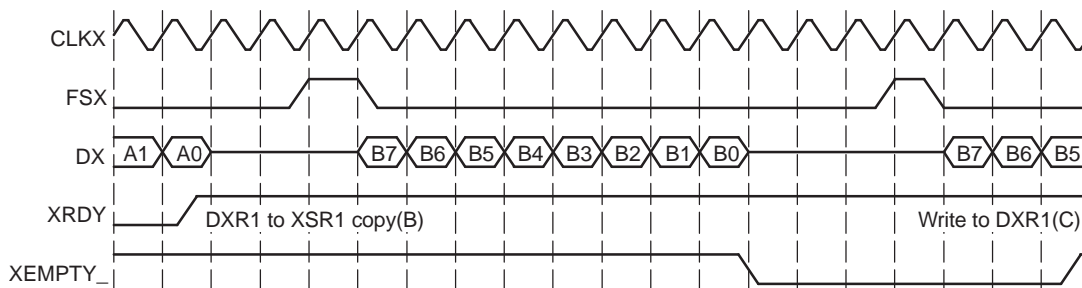 CLKX
FSX
DX A1 A0 B7 B6 B5 B4 B3 B2 B1 B0 B7 B6 B5
XRDY DXR1 to XSR1 copy(B) Write to DXR1(C)
XEMPTY_